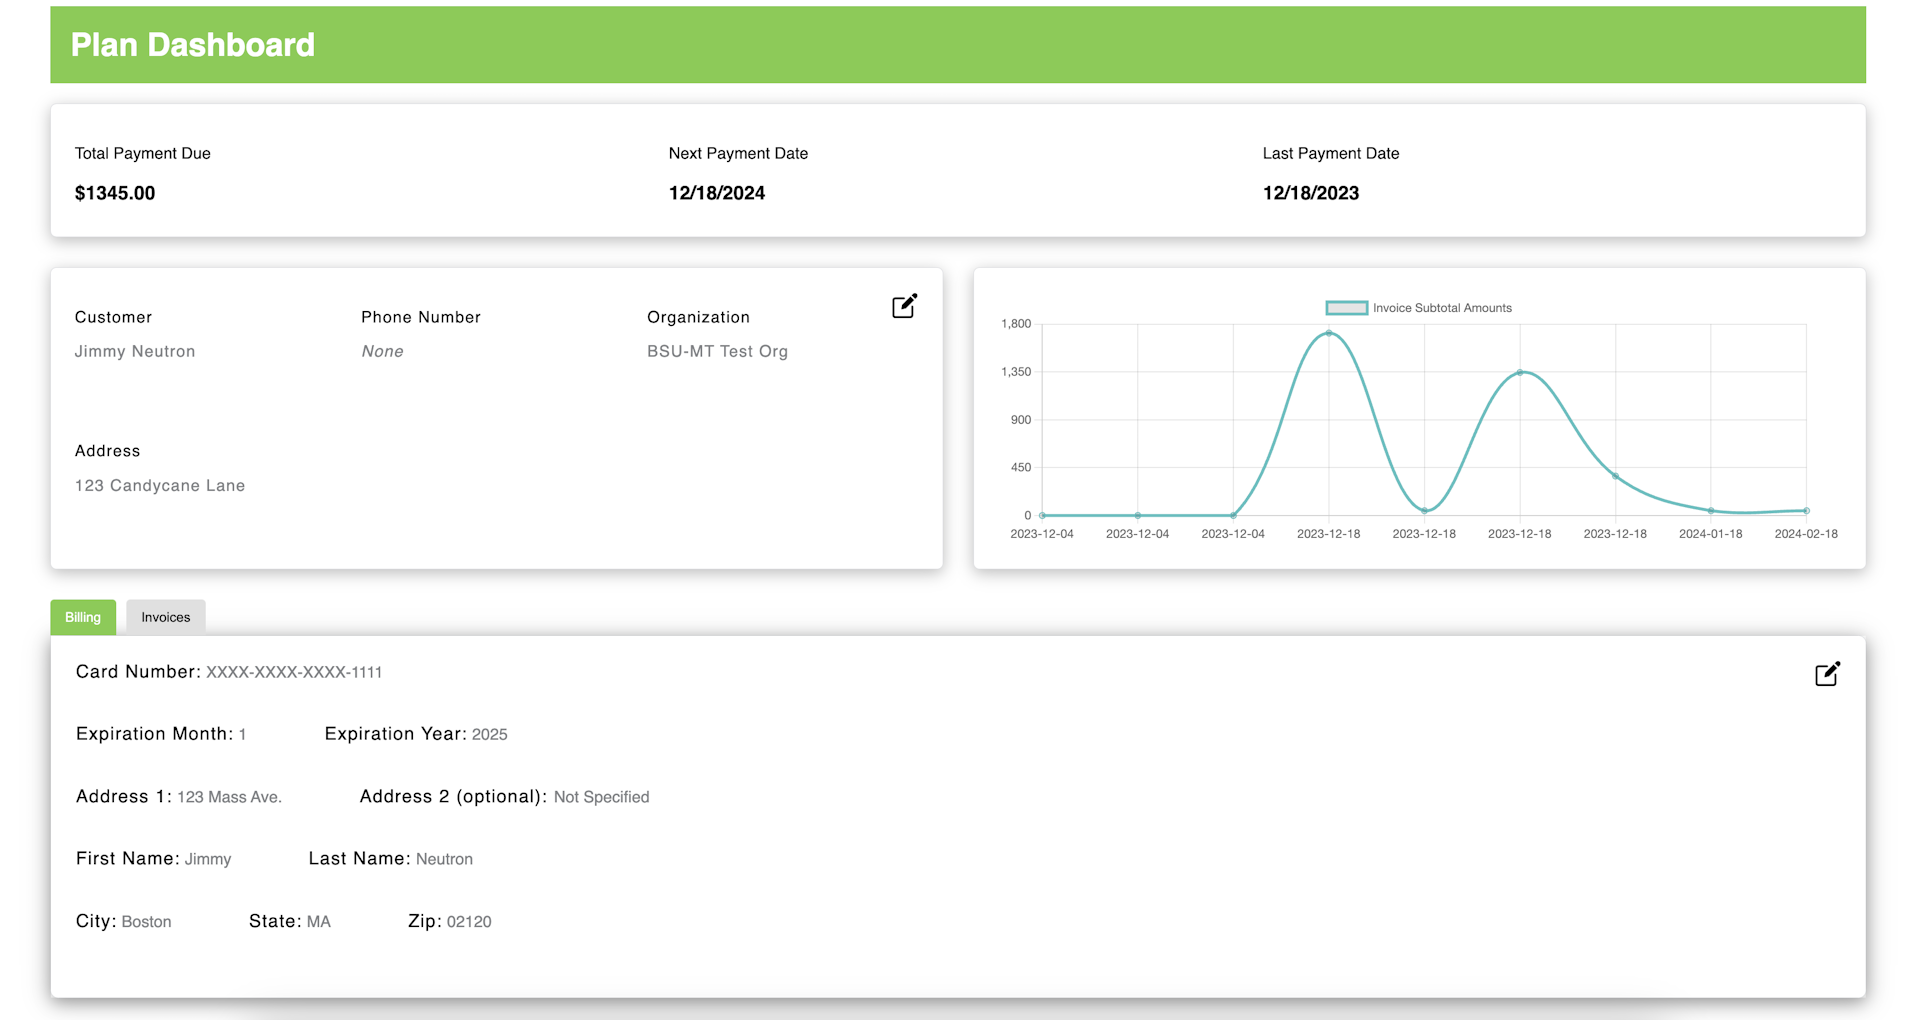 Plan Dashboard
Total Payment Due
Next Payment Date
Last Payment Date
$1345.00
12/18/2024
12/18/2023
Customer
Phone Number
Organization
Jimmy Neutron
None
BSU-MT Test Org
Address
123 Candycane Lane
Invoice Subtotal Amounts
1,800
1,350
900
450
0
2023-12-04 2023-12-04 2023-12-04 2023-12-18 2023-12-18 2023-12-18 2023-12-18 2024-01-18 2024-02-18
Billing Invoices
Card Number: XXXX-XXXX-XXXX-1111
Expiration Month: 1 Expiration Year: 2025
Address 1: 123 Mass Ave. Address 2 (optional): Not Specified
First Name: Jimmy Last Name: Neutron
City: Boston State: MA Zip: 02120